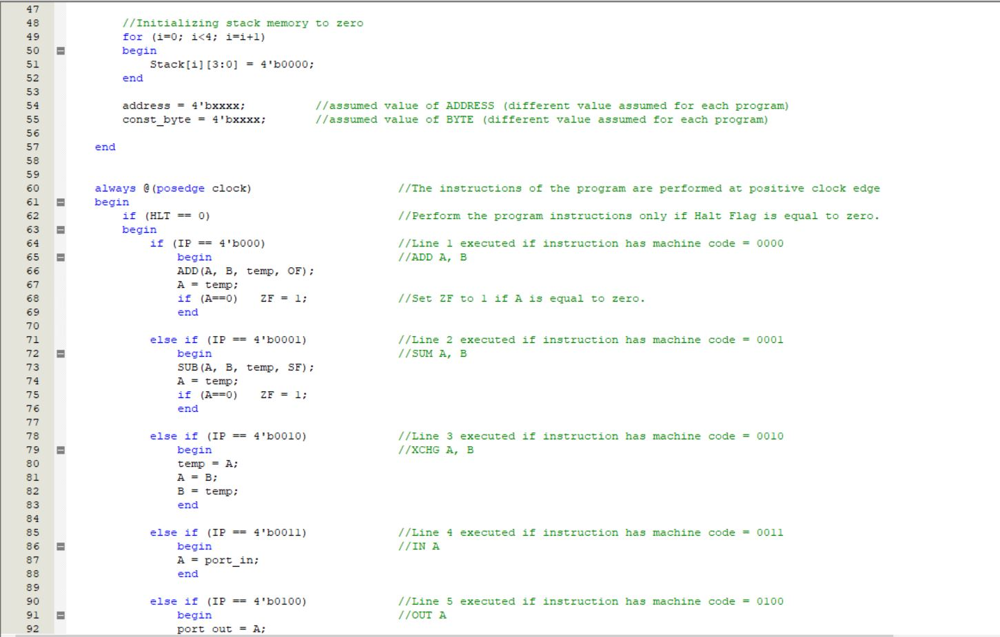 47
48 //Initializing stack memory to zero
49 for (i=0; i<4; i=i+1)
50 begin
51 Stack[i][3:0] = 4'b0000;
52 end
53
54 address = 4'bxxxx; //assumed value of ADDRESS (different value assumed for each program)
55 const_byte = 4'bxxxx; //assumed value of BYTE (different value assumed for each program)
56
57 end
58
59
60 always @(posedge clock) //The instructions of the program are performed at positive clock edge
61 begin
62 if (HLT == 0) //Perform the program instructions only if Halt Flag is equal to zero.
63 begin
64 if (IP == 4'b000) //Line 1 executed if instruction has machine code = 0000
65 begin //ADD A, B
66 ADD(A, B, temp, OF);
67 A = temp;
68 if (A==0) ZF = 1; //Set ZF to 1 if A is equal to zero.
69 end
70
71 else if (IP == 4'b0001) //Line 2 executed if instruction has machine code = 0001
72 begin //SUM A, B
73 SUB(A, B, temp, SF);
74 A = temp;
75 if (A==0) ZF = 1;
76 end
77
78 else if (IP == 4'b0010) //Line 3 executed if instruction has machine code = 0010
79 begin //XCHG A, B
80 temp = A;
81 A = B;
82 B = temp;
83 end
84
85 else if (IP == 4'b0011) //Line 4 executed if instruction has machine code = 0011
86 begin //IN A
87 A = port_in;
88 end
89
90 else if (IP == 4'b0100) //Line 5 executed if instruction has machine code = 0100
91 begin //OUT A
92 port_out = A;